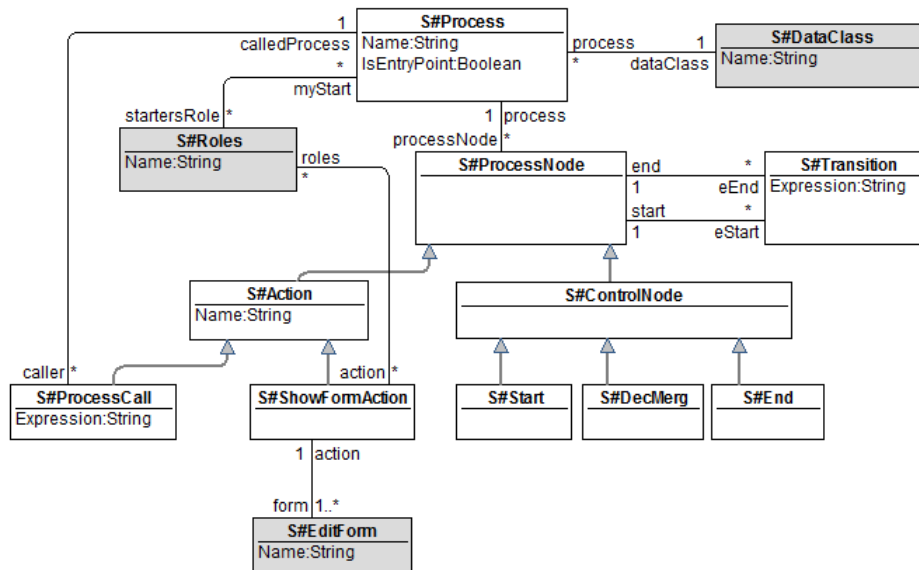 1
S#Process
calledProcess
Name:String
IsEntryPoint:Boolean
process
1
*
dataClass
S#DataClass
Name:String
*
myStart
startersRole
*
1
process
processNode
*
S#Roles
Name:String
roles
*
S#ProcessNode
end
*
1
eEnd
start
*
1
eStart
S#Transition
Expression:String
S#Action
Name:String
S#ControlNode
caller
*
action
*
S#ProcessCall
Expression:String
S#ShowFormAction
S#Start
S#DecMerg
S#End
1
action
form
1..*
S#EditForm
Name:String